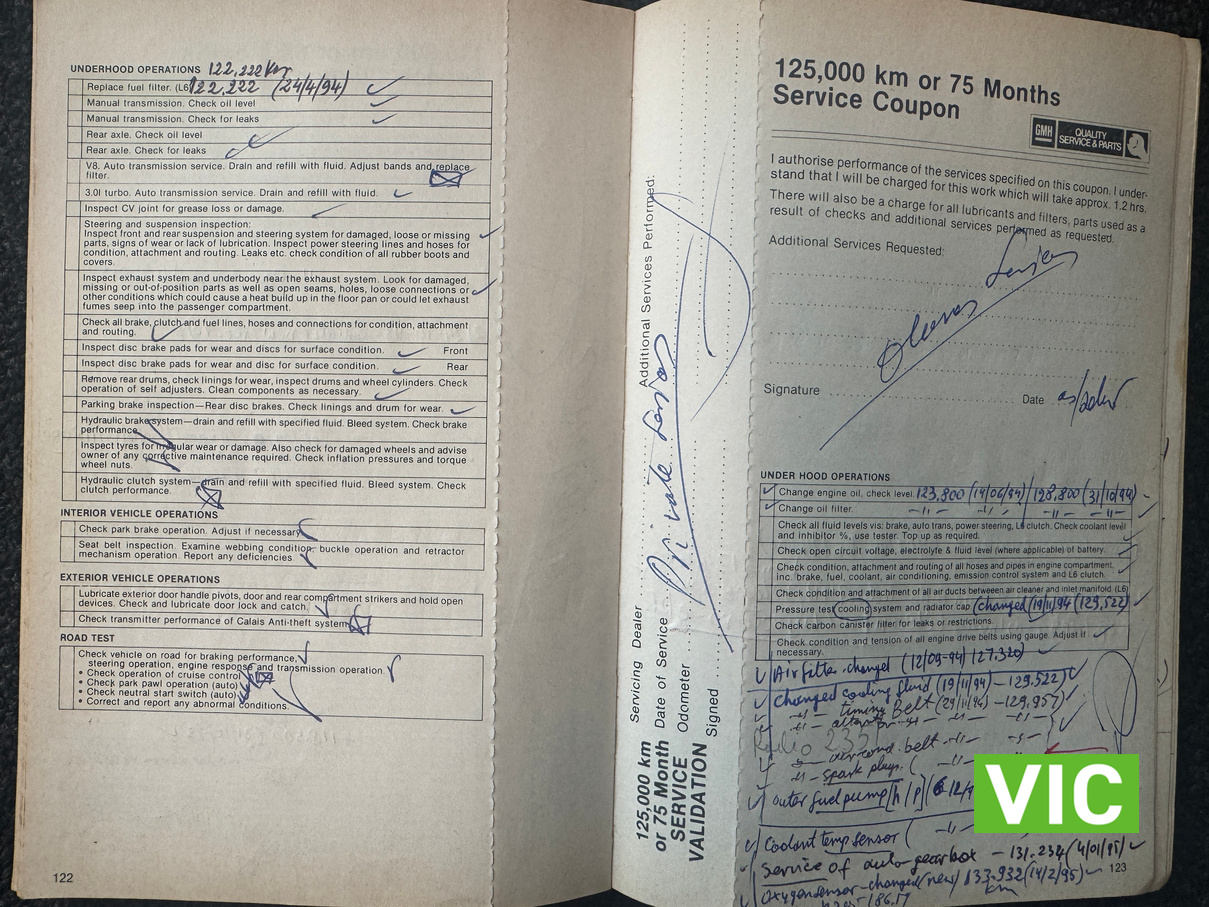 UNDERHOOD OPERATIONS 122,222 Km
Replace fuel filter. (L6) 122,222 (24/4/94)
Manual transmission. Check oil level
Manual transmission. Check for leaks
Rear axle. Check oil level
Rear axle. Check for leaks
V8. Auto transmission service. Drain and refill with fluid. Adjust bands and replace
filter.
3.0l turbo. Auto transmission service. Drain and refill with fluid.
Inspect CV joint for grease loss or damage.
Steering and suspension inspection:
Inspect front and rear suspension and steering system for damaged, loose or missing
parts, signs of wear or lack of lubrication. Inspect power steering lines and hoses for
condition, attachment and routing. Leaks etc. check condition of all rubber boots and
covers.
Inspect exhaust system and underbody near the exhaust system. Look for damaged,
missing or out-of-position parts as well as open seams, holes, loose connections or
other conditions which could cause a heat build up in the floor pan or could let exhaust
fumes seep into the passenger compartment.
Check all brake, clutch and fuel lines, hoses and connections for condition, attachment
and routing.
Inspect disc brake pads for wear and discs for surface condition. Front
Inspect disc brake pads for wear and disc for surface condition. Rear
Remove rear drums, check linings for wear, inspect drums and wheel cylinders. Check
operation of self adjusters. Clean components as necessary.
Parking brake inspection—Rear disc brakes. Check linings and drum for wear.
Hydraulic brake system—drain and refill with specified fluid. Bleed system. Check brake
performance.
Inspect tyres for irregular wear or damage. Also check for damaged wheels and advise
owner of any corrective maintenance required. Check inflation pressures and torque
wheel nuts.
Hydraulic clutch system—drain and refill with specified fluid. Bleed system. Check
clutch performance.
INTERIOR VEHICLE OPERATIONS
Check park brake operation. Adjust if necessary.
Seat belt inspection. Examine webbing condition, buckle operation and retractor
mechanism operation. Report any deficiencies
EXTERIOR VEHICLE OPERATIONS
Lubricate exterior door handle pivots, door and rear compartment strikers and hold open
devices. Check and lubricate door lock and catch.
Check transmitter performance of Calais Anti-theft system
ROAD TEST
Check vehicle on road for braking performance,
steering operation, engine response and transmission operation
• Check operation of cruise control
• Check park pawl operation (auto)
• Check neutral start switch (auto)
• Correct and report any abnormal conditions.
122
125,000 km
or 75 Month
SERVICE
VALIDATION
Servicing Dealer
Date of Service
Odometer
Signed
Additional Services Performed:
Private
125,000 km or 75 Months
Service Coupon
GMH QUALITY
SERVICE & PARTS
I authorise performance of the services specified on this coupon. I under-
stand that I will be charged for this work which will take approx. 1.2 hrs.
There will also be a charge for all lubricants and filters, parts used as a
result of checks and additional services performed as requested.
Additional Services Requested:
Signature Date
UNDER HOOD OPERATIONS
Change engine oil, check level 123,800 (14/06/94) / 128,800 (31/10/94)
Change oil filter. -"- -"- -"- -"-
Check all fluid levels vis: brake, auto trans, power steering, L6 clutch. Check coolant level
and inhibitor %, use tester. Top up as required.
Check open circuit voltage, electrolyte & fluid level (where applicable) of battery.
Check condition, attachment and routing of all hoses and pipes in engine compartment,
inc. brake, fuel, coolant, air conditioning, emission control system and L6 clutch.
Check condition and attachment of all air ducts between air cleaner and inlet manifold (L6)
Pressure test cooling system and radiator cap (changed 19/11/94 (129,522)
Check carbon canister filter for leaks or restrictions.
Check condition and tension of all engine drive belts using gauge. Adjust if
necessary.
Air filter changed (12/09-94) 127.320)
Changed cooling fluid (19/11/94) - 129.522)
-"- timing Belt (29/11/94) - 129,957)
-"- -"- -"- -"-
Radio
belt -"- -"-
-"- spark plugs. ( -"-
outer fuel pump [h/p]
VIC
Coolant temp sensor ( -"-
Service of auto gearbox - 131.234 (4/01/95)
Oxygen sensor - changed (new) 133.932 (14/2/95)
km
123